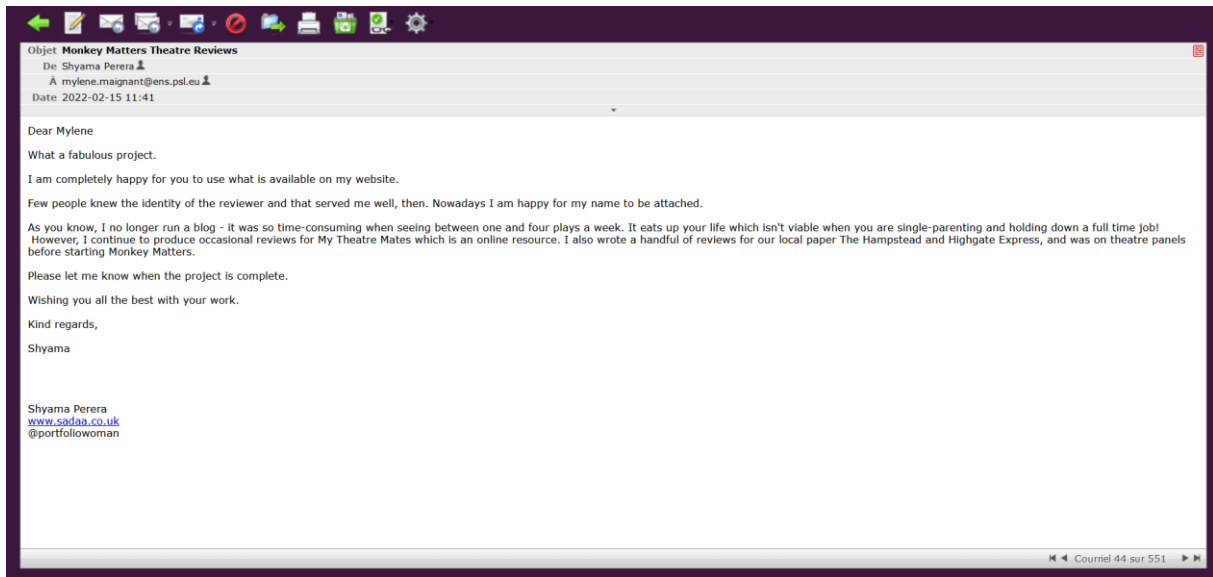 Objet Monkey Matters Theatre Reviews
De Shyama Perera
À mylene.maignant@ens.psl.eu
Date 2022-02-15 11:41
Dear Mylene
What a fabulous project.
I am completely happy for you to use what is available on my website.
Few people knew the identity of the reviewer and that served me well, then. Nowadays I am happy for my name to be attached.
As you know, I no longer run a blog - it was so time-consuming when seeing between one and four plays a week. It eats up your life which isn't viable when you are single-parenting and holding down a full time job!
However, I continue to produce occasional reviews for My Theatre Mates which is an online resource. I also wrote a handful of reviews for our local paper The Hampstead and Highgate Express, and was on theatre panels
before starting Monkey Matters.
Please let me know when the project is complete.
Wishing you all the best with your work.
Kind regards,
Shyama
Shyama Perera
www.sadaa.co.uk
@portfoliowoman
Courriel 44 sur 551